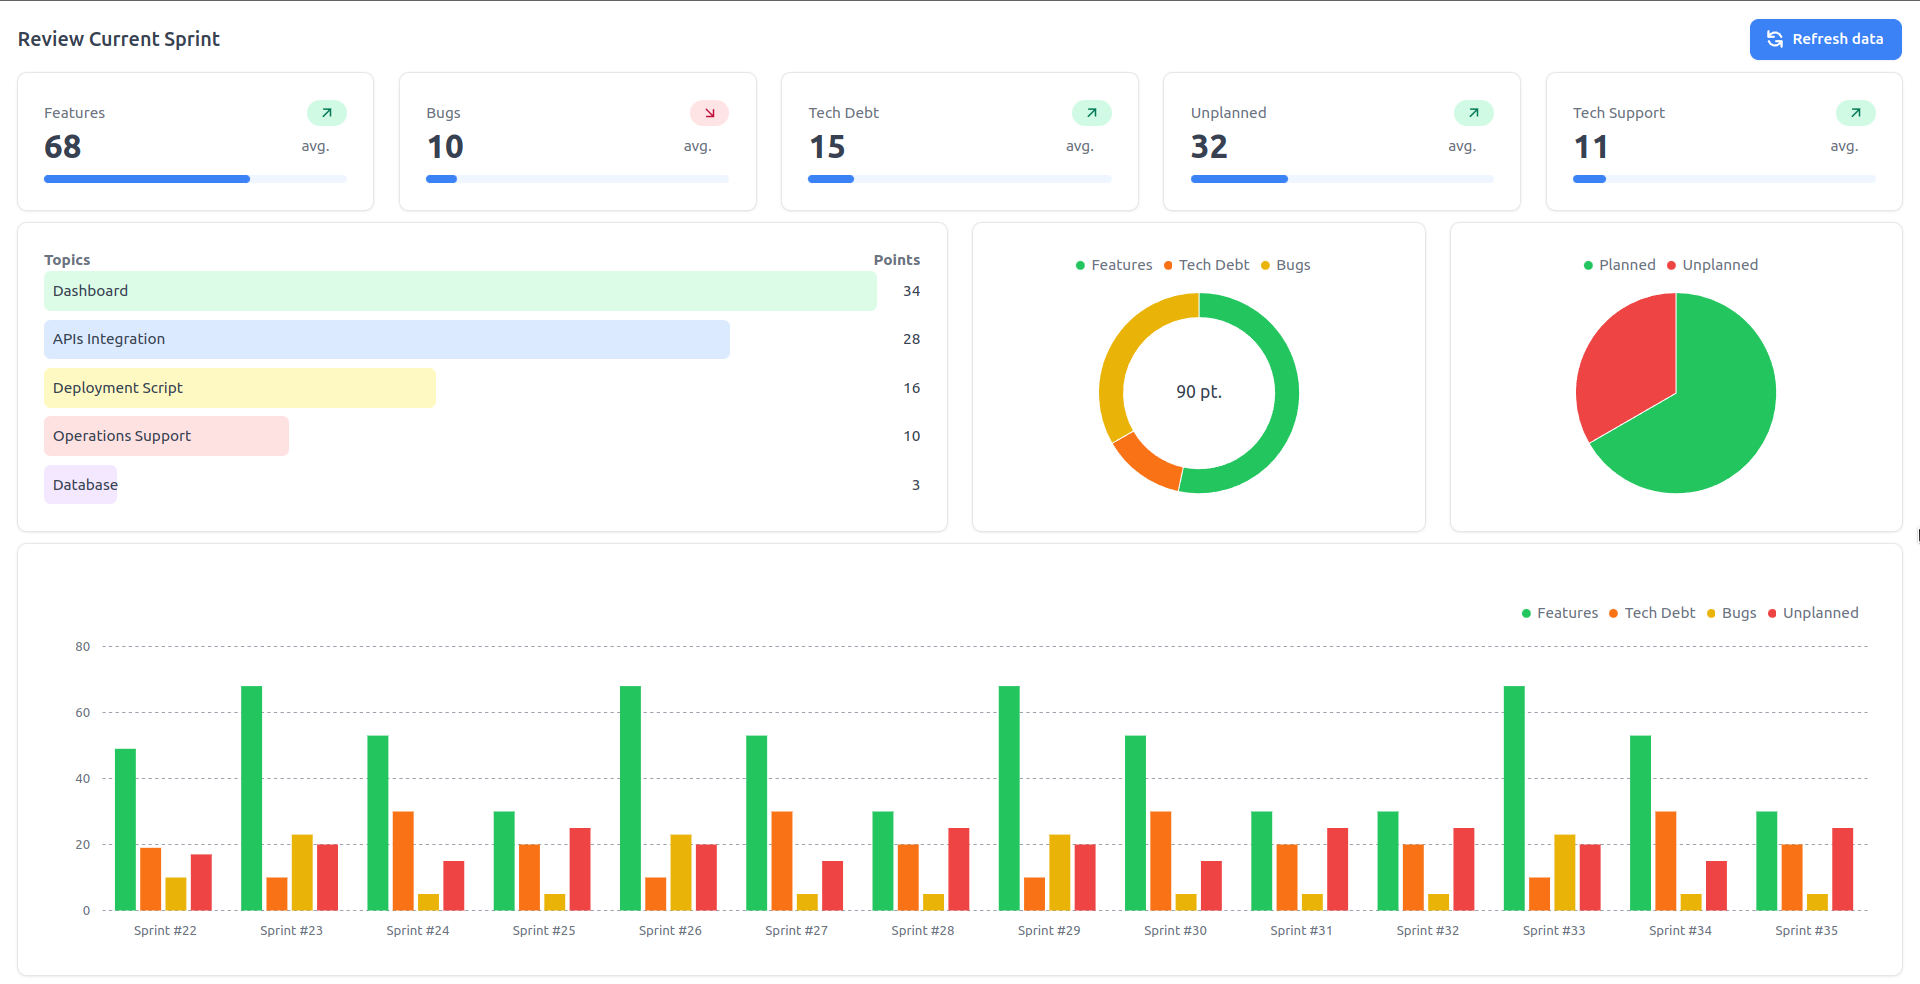 Review Current Sprint
Refresh data
Features
68
avg.
Bugs
10
avg.
Tech Debt
15
avg.
Unplanned
32
avg.
Tech Support
11
avg.
Topics Points
Dashboard 34
APIs Integration 28
Deployment Script 16
Operations Support 10
Database 3
Features Tech Debt Bugs
90 pt.
Planned Unplanned
Features Tech Debt Bugs Unplanned
80
60
40
20
0
Sprint #22 Sprint #23 Sprint #24 Sprint #25 Sprint #26 Sprint #27 Sprint #28 Sprint #29 Sprint #30 Sprint #31 Sprint #32 Sprint #33 Sprint #34 Sprint #35